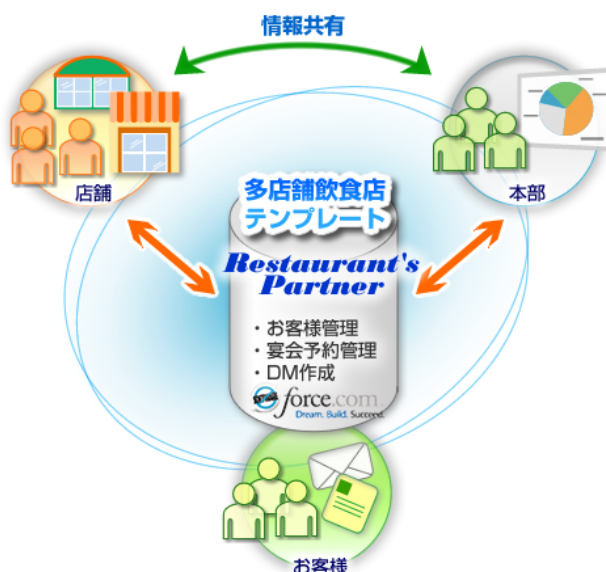 情報共有
店舗
本部
多店舗飲食店
テンプレート
Restaurant's
Partner
・お客様管理
・宴会予約管理
・DM作成
force.com
Dream. Build. Succeed.
お客様